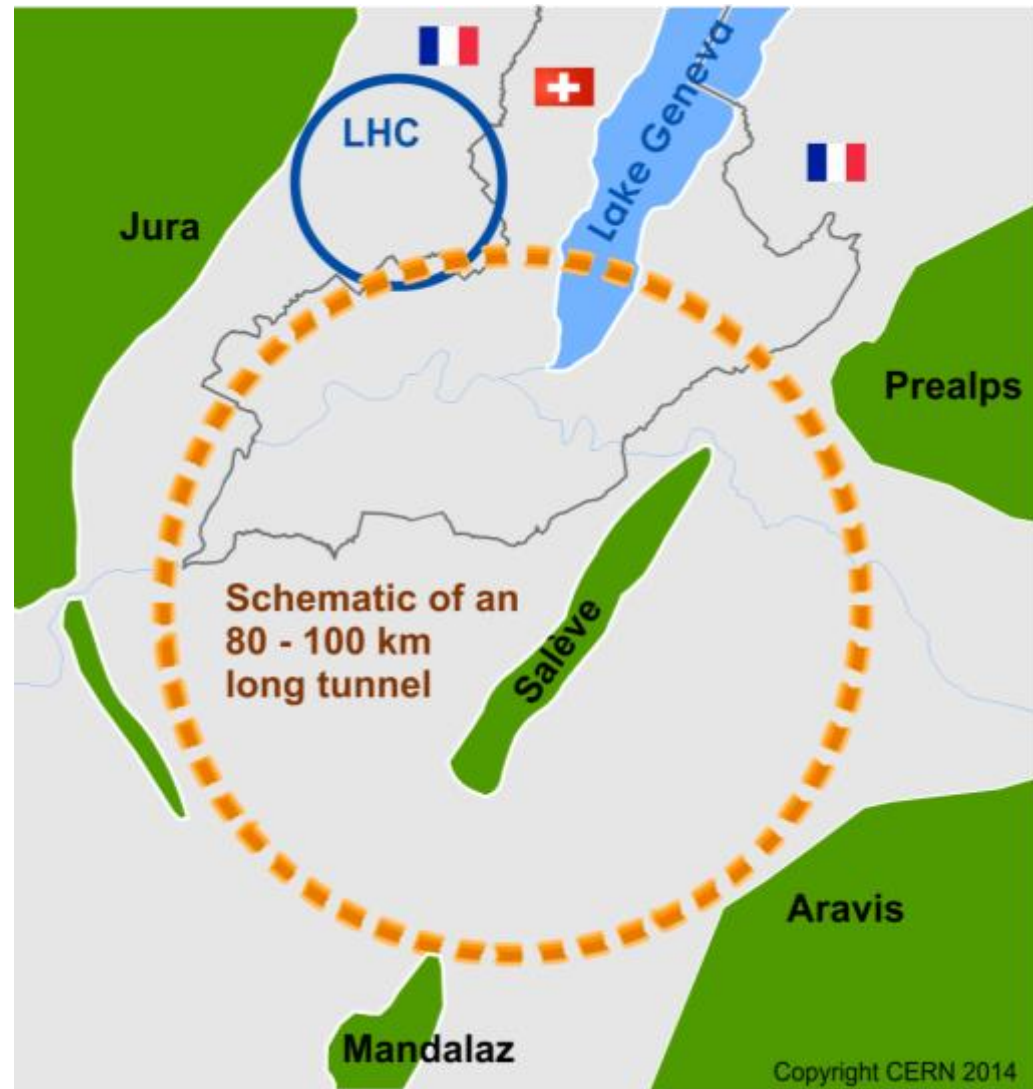 LHC
Lake Geneva
Jura
Prealps
Schematic of an
80 - 100 km
long tunnel
Salève
Aravis
Mandalaz
Copyright CERN 2014